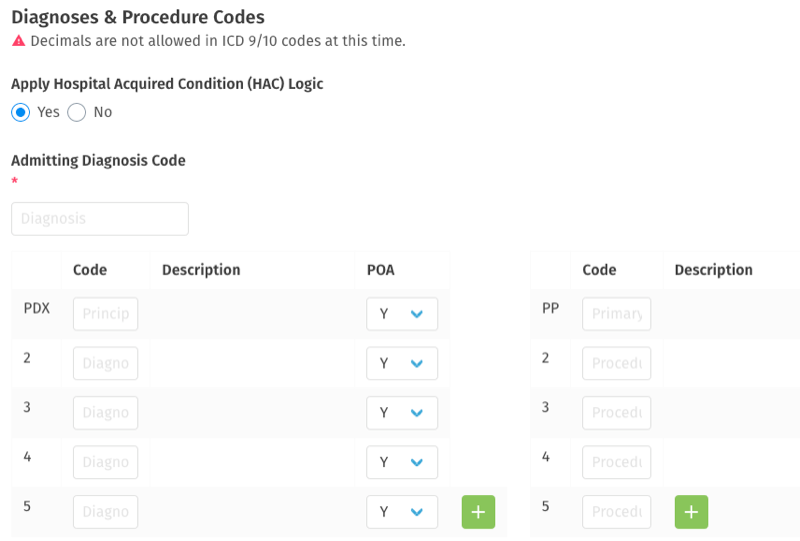 Diagnoses & Procedure Codes
Decimals are not allowed in ICD 9/10 codes at this time.
Apply Hospital Acquired Condition (HAC) Logic
Yes No
Admitting Diagnosis Code
*
Diagnosis
Code Description POA Code Description
PDX Princip Y PP Primary
2 Diagno Y 2 Procedu
3 Diagno Y 3 Procedu
4 Diagno Y 4 Procedu
5 Diagno Y + 5 Procedu +